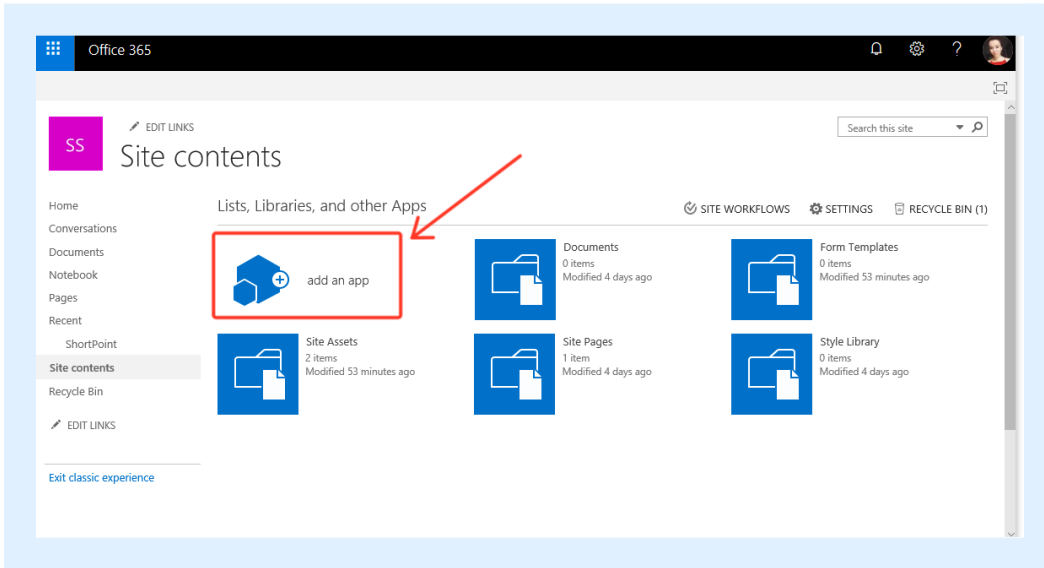 Office 365
?
EDIT LINKS
Search this site
SS
Site contents
Home
Conversations
Documents
Notebook
Pages
Recent
ShortPoint
Site contents
Recycle Bin
EDIT LINKS
Exit classic experience
Lists, Libraries, and other Apps
SITE WORKFLOWS
SETTINGS
RECYCLE BIN (1)
add an app
Documents
0 items
Modified 4 days ago
Form Templates
0 items
Modified 53 minutes ago
Site Assets
2 items
Modified 53 minutes ago
Site Pages
1 item
Modified 4 days ago
Style Library
0 items
Modified 4 days ago